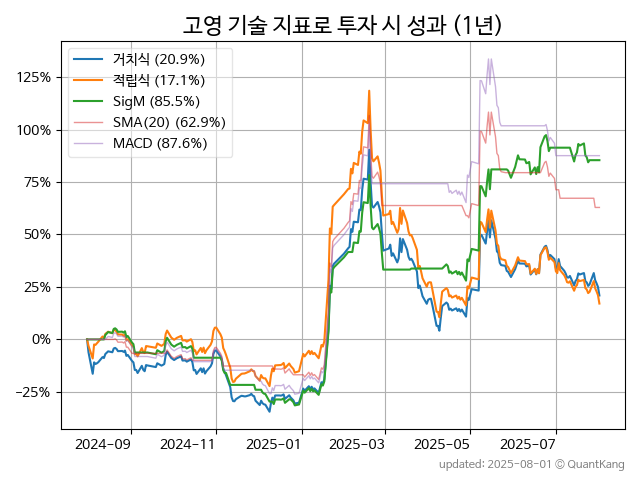 고영 기술 지표로 투자 시 성과 (1년)
거치식 (20.9%)
적립식 (17.1%)
SigM (85.5%)
SMA(20) (62.9%)
MACD (87.6%)
125%
100%
75%
50%
25%
0%
−25%
2024-09 2024-11 2025-01 2025-03 2025-05 2025-07
updated: 2025-08-01 © QuantKang